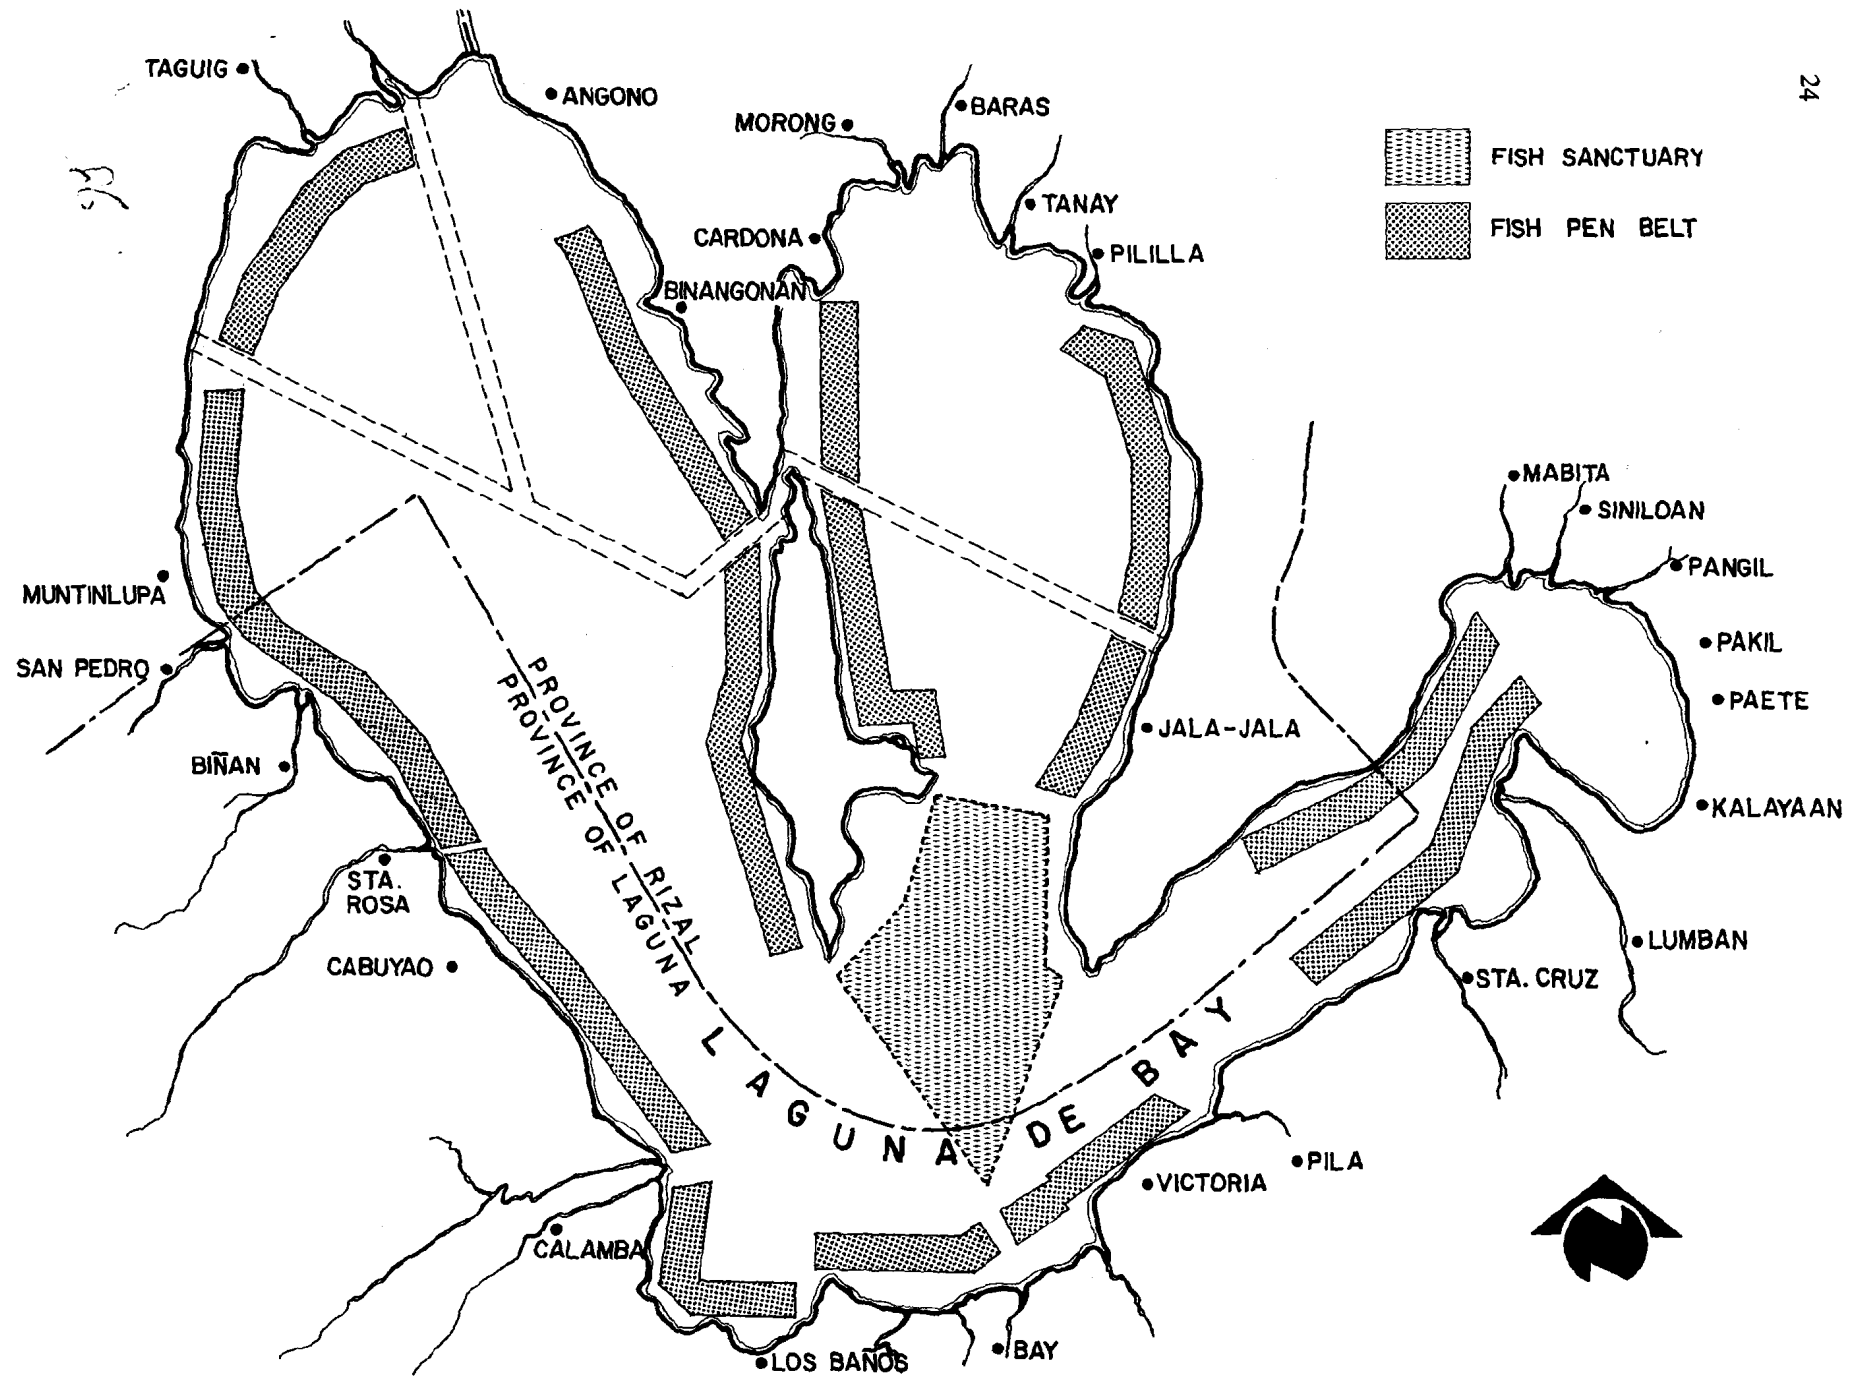 24
TAGUIG
ANGONO
MORONG
BARAS
FISH SANCTUARY
FISH PEN BELT
TANAY
CARDONA
PILILLA
BINANGONAN
MABITA
SINILOAN
PANGIL
MUNTINLUPA
PAKIL
SAN PEDRO
PAETE
JALA-JALA
BIÑAN
KALAYAAN
PROVINCE OF RIZAL
PROVINCE OF LAGUNA
STA.
ROSA
LUMBAN
CABUYAO
STA. CRUZ
LAGUNA DE BAY
PILA
VICTORIA
CALAMBA
N
LOS BAÑOS
BAY